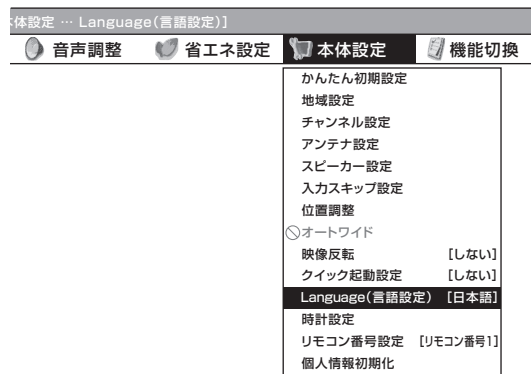 本体設定 … Language(言語設定)]
音声調整 省エネ設定 本体設定 機能切換
かんたん初期設定
地域設定
チャンネル設定
アンテナ設定
スピーカー設定
入力スキップ設定
位置調整
オートワイド
映像反転 [しない]
クイック起動設定 [しない]
Language(言語設定) [日本語]
時計設定
リモコン番号設定 [リモコン番号1]
個人情報初期化